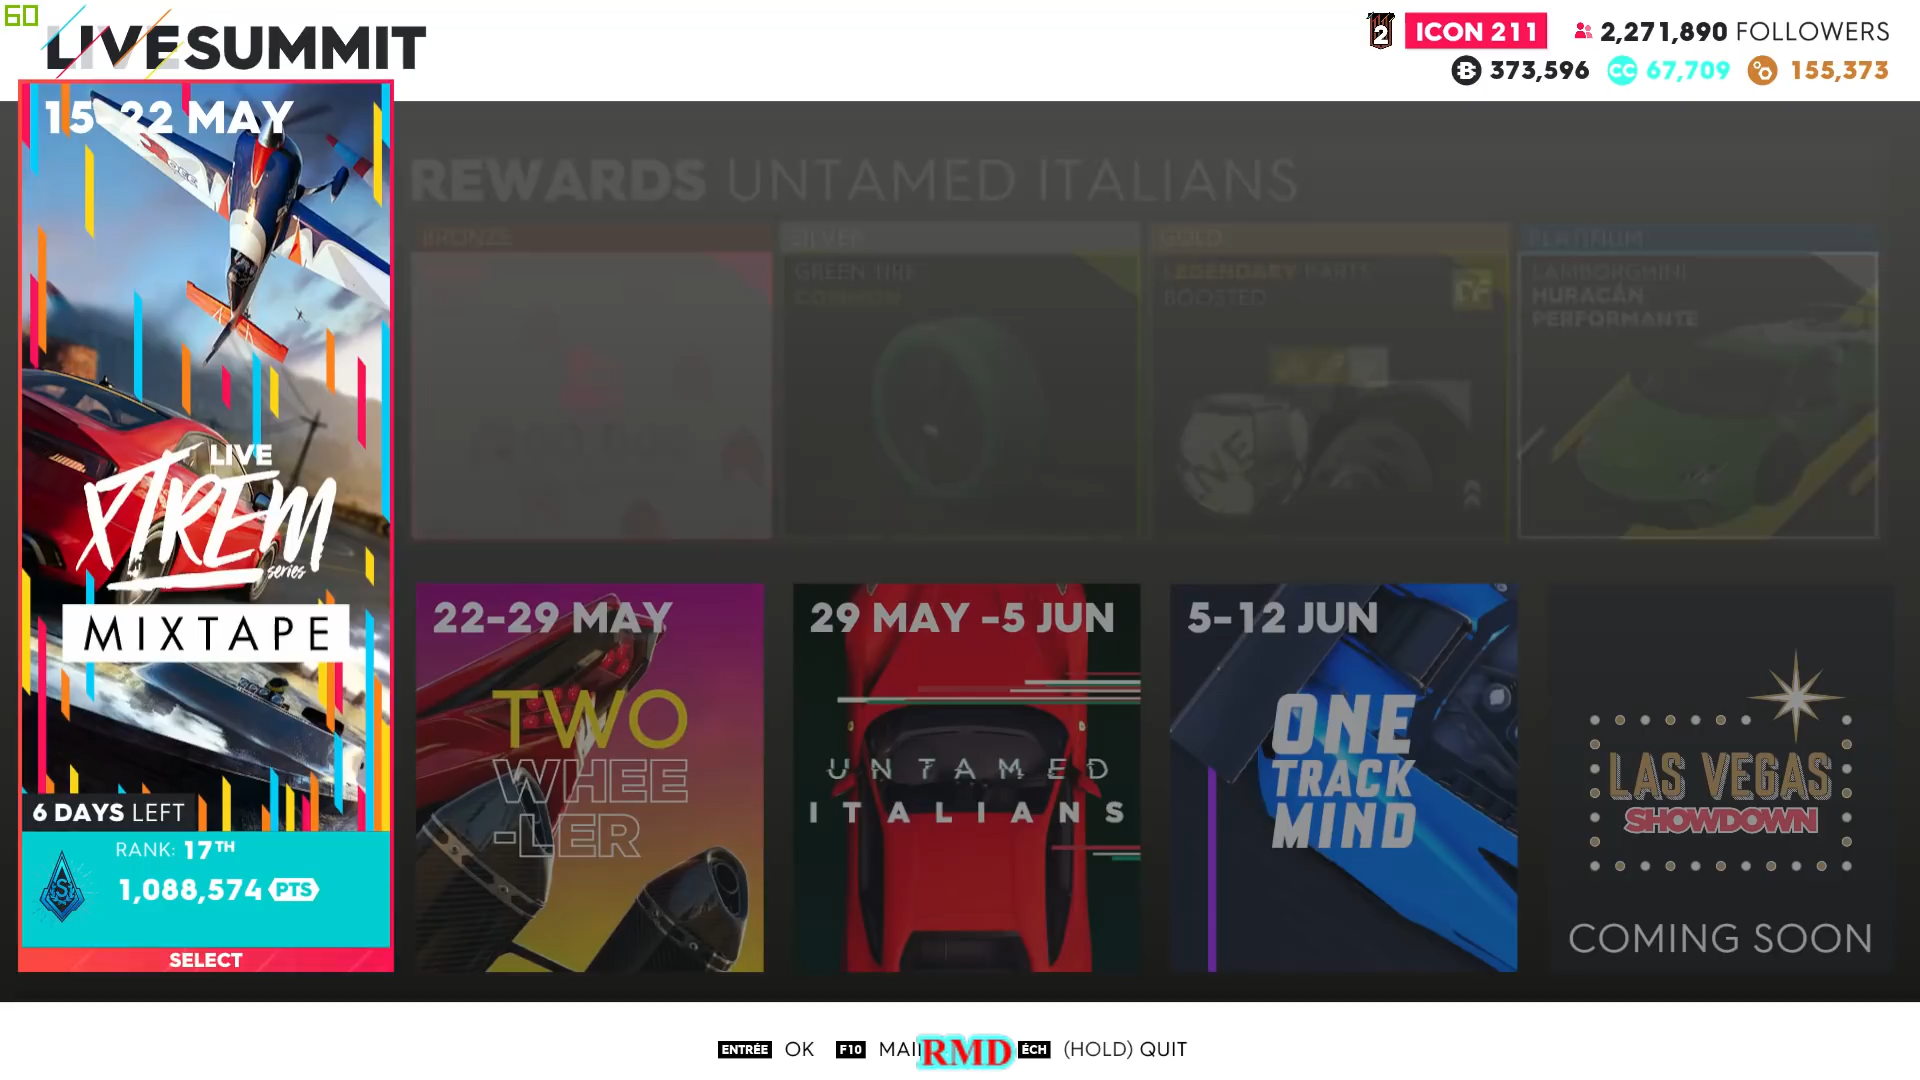 60
LIVESUMMIT
2
ICON 211
2,271,890 FOLLOWERS
373,596
CC 67,709
155,373
15-22 MAY
LIVE
XTREM
series
MIXTAPE
6 DAYS LEFT
RANK: 17TH
1,088,574 PTS
SELECT
REWARDS UNTAMED ITALIANS
BRONZE
SILVER
GREEN TIRE
COMMON
GOLD
LEGENDARY PARTS
BOOSTED
PLATINUM
LAMBORGHINI
HURACÁN
PERFORMANTE
22-29 MAY
TWO
WHEE
-LER
29 MAY -5 JUN
UNTAMED
ITALIANS
5-12 JUN
ONE
TRACK
MIND
LAS VEGAS
SHOWDOWN
COMING SOON
ENTRÉE OK
F10 MAI
RMD
ÉCH (HOLD) QUIT